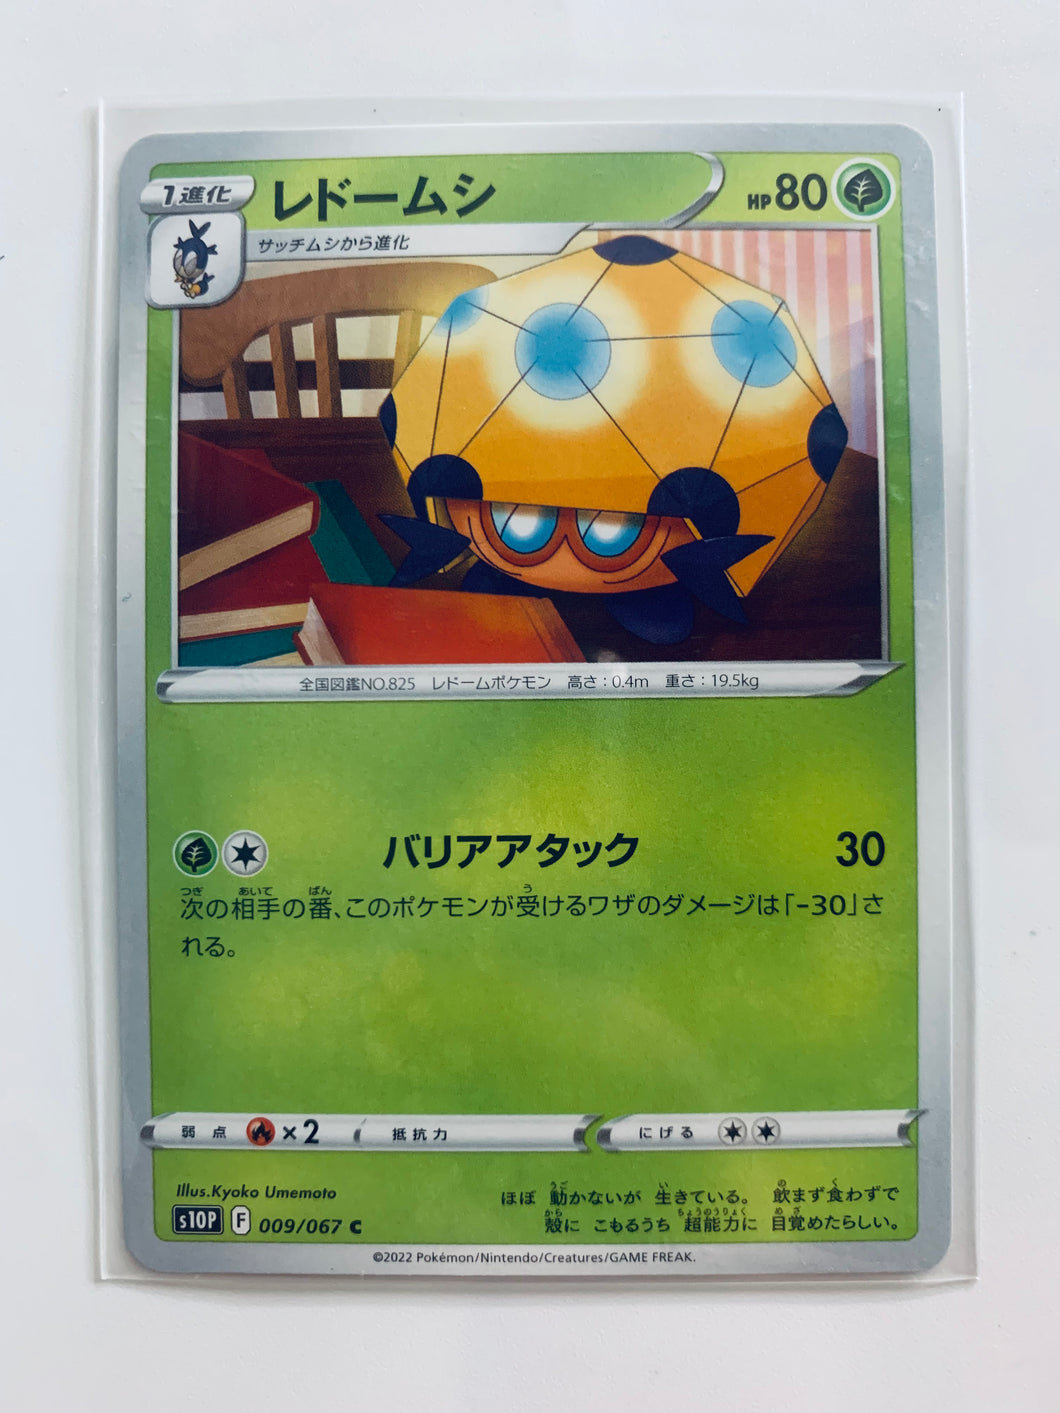 1進化
レドームシ
HP80
サッチムシから進化
全国図鑑NO.825 レドームポケモン 高さ：0.4m 重さ：19.5kg
バリアアタック 30
次の相手の番、このポケモンが受けるワザのダメージは「-30」さ
れる。
弱点 ×2 抵抗力 にげる
Illus.Kyoko Umemoto
s10P F 009/067 C
ほぼ 動かないが 生きている。 飲まず食わずで
殻に こもるうち 超能力に 目覚めたらしい。
©2022 Pokémon/Nintendo/Creatures/GAME FREAK.